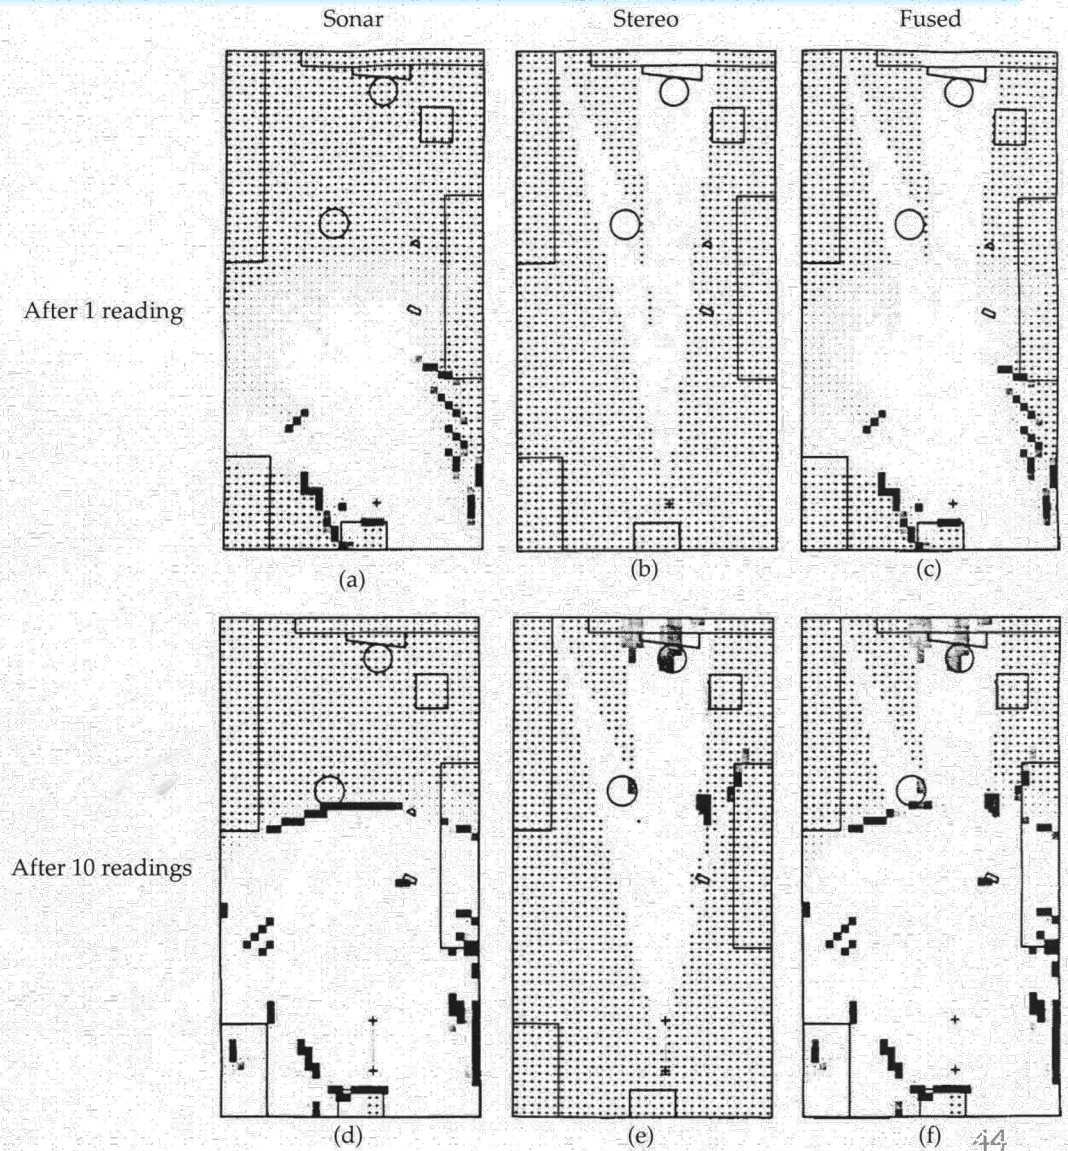 Sonar Stereo Fused
After 1 reading
(a) (b) (c)
After 10 readings
(d) (e) (f)
44